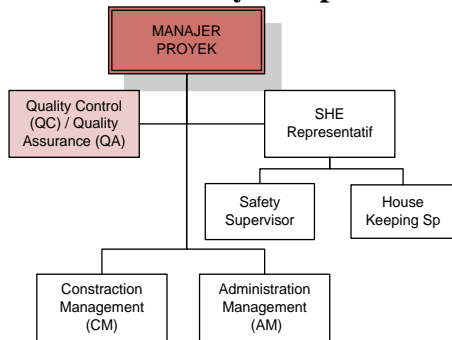 MANAJER
PROYEK
Quality Control
(QC) / Quality
Assurance (QA)
SHE
Representatif
Safety
Supervisor
House
Keeping Sp
Constraction
Management
(CM)
Administration
Management
(AM)